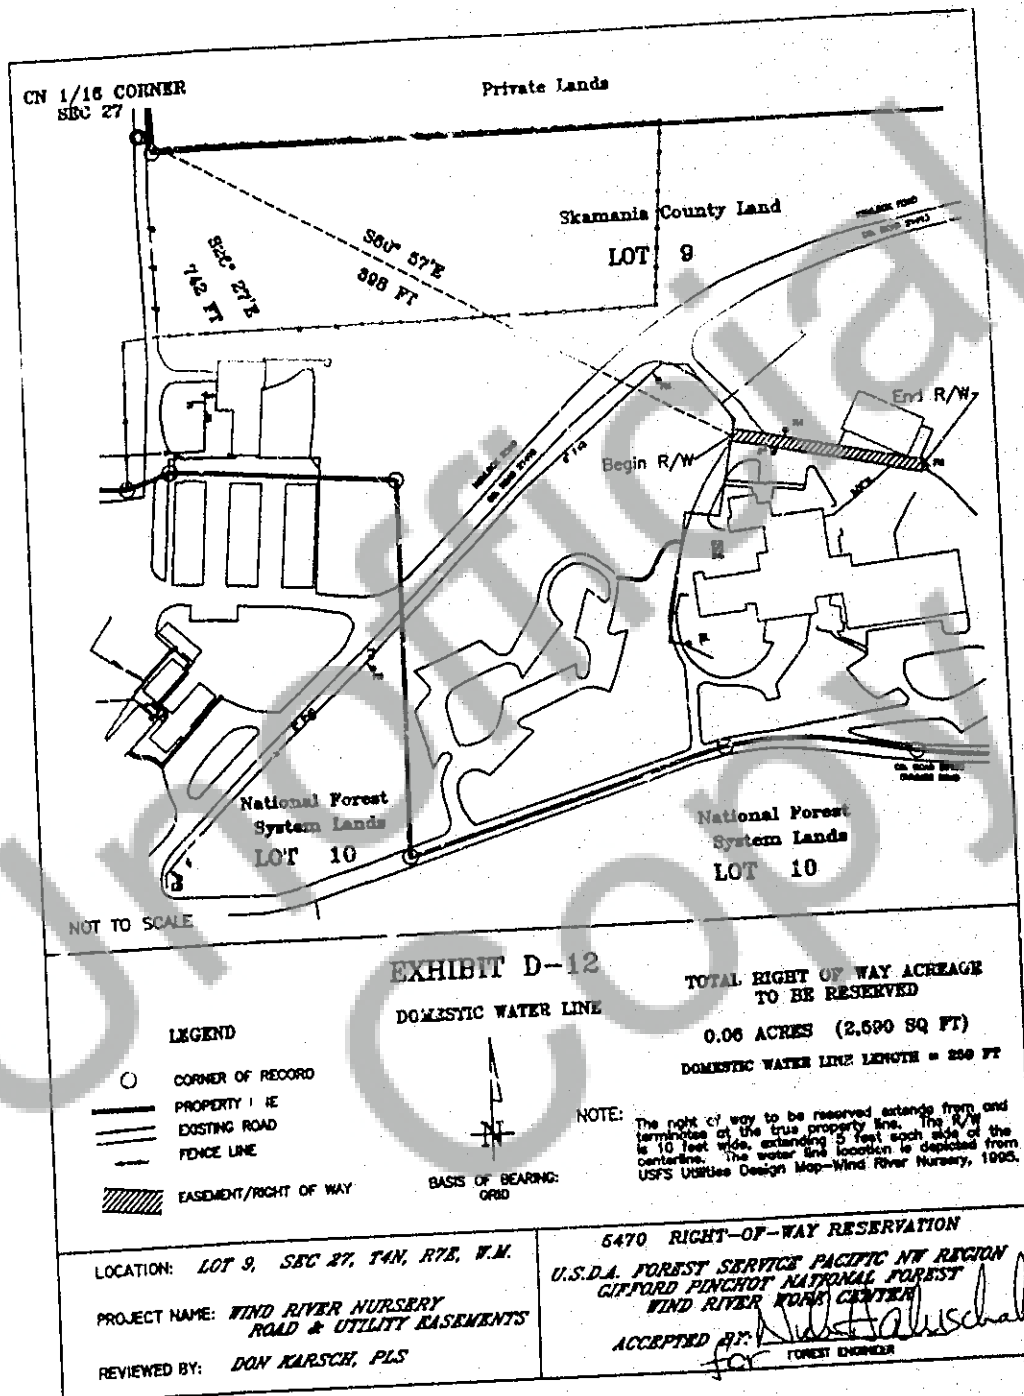 CN 1/16 CORNER
SEC 27
Private Lands
Skamania County Land
LOT 9
S60° 57'E
898 FT
S26° 27'E
742 FT
End R/W
Begin R/W
National Forest
System Lands
LOT 10
National Forest
System Lands
LOT 10
NOT TO SCALE
EXHIBIT D-12
DOMESTIC WATER LINE
TOTAL RIGHT OF WAY ACREAGE
TO BE RESERVED
0.06 ACRES (2,590 SQ FT)
DOMESTIC WATER LINE LENGTH = 259 FT
LEGEND
CORNER OF RECORD
PROPERTY
EXISTING ROAD
FENCE LINE
EASEMENT/RIGHT OF WAY
N
BASIS OF BEARING:
GRID
NOTE: The right of way to be reserved extends from and
terminates at the true property line. The R/W
is 10 feet wide, extending 5 feet each side of the
centerline. The water line location is depicted from
USFS Utilities Design Map-Wind River Nursery, 1995.
LOCATION: LOT 9, SEC 27, T4N, R7E, W.M.
PROJECT NAME: WIND RIVER NURSERY
ROAD & UTILITY EASEMENTS
REVIEWED BY: DON KARSCH, PLS
5470 RIGHT-OF-WAY RESERVATION
U.S.D.A. FOREST SERVICE PACIFIC NW REGION
GIFFORD PINCHOT NATIONAL FOREST
WIND RIVER WORK CENTER
ACCEPTED BY:
for FOREST ENGINEER
Unofficial
Copy